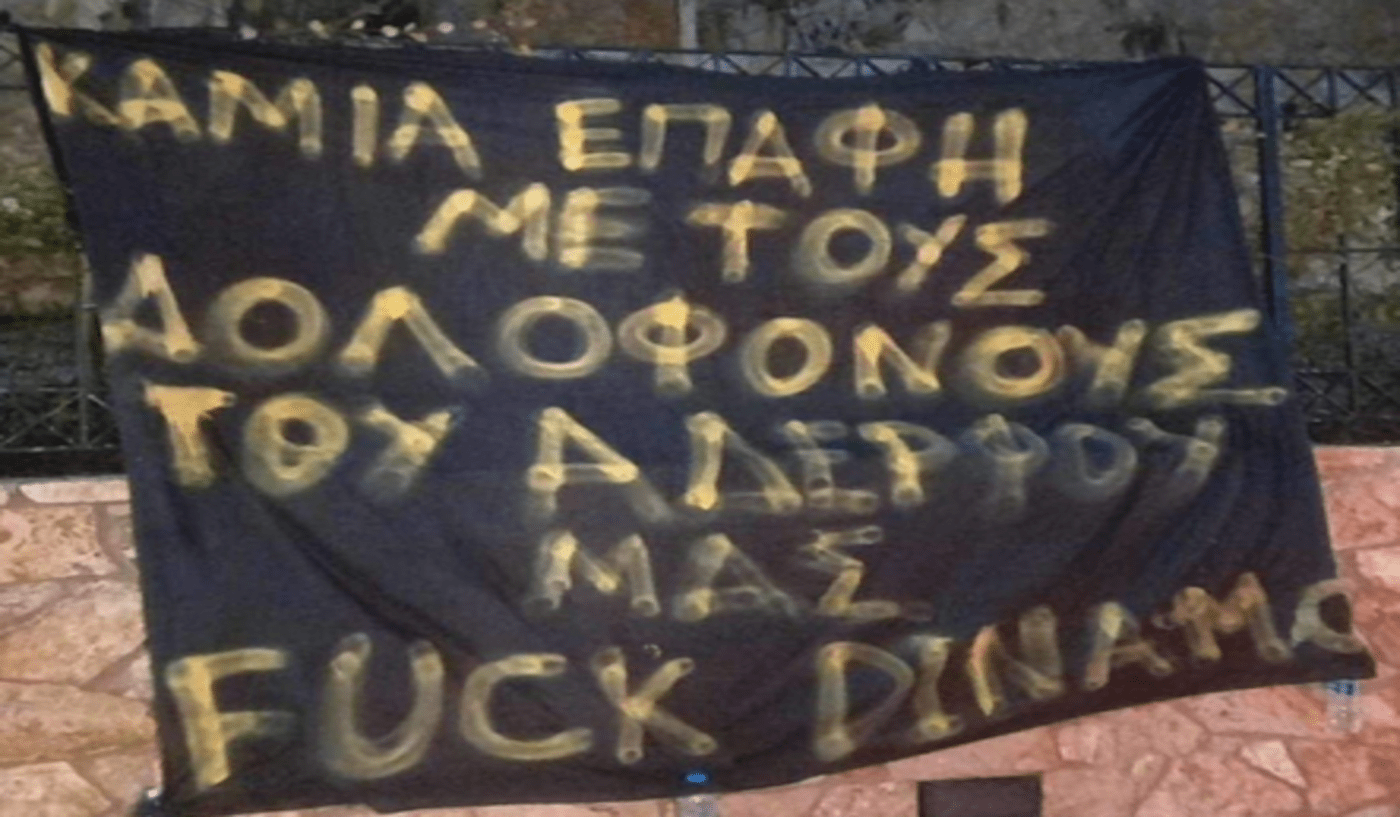 ΚΑΜΙΑ ΕΠΑΦΗ
ΜΕ ΤΟΥΣ
ΔΟΛΟΦΟΝΟΥΣ
ΤΟΥ ΑΔΕΡΦΟΥ
ΜΑΣ
FUCK DINAMO